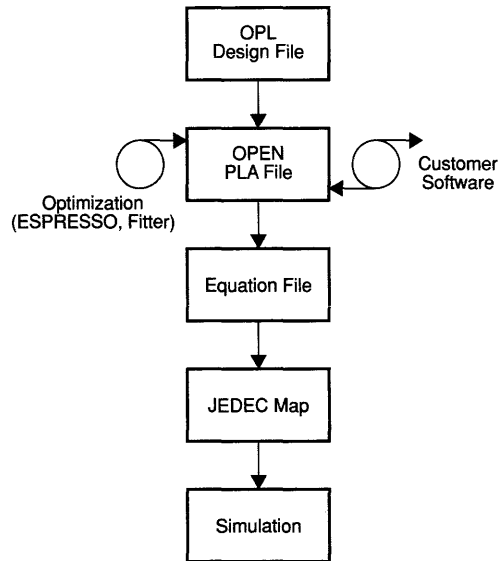 OPL
Design File
OPEN
PLA File
Customer
Software
Optimization
(ESPRESSO, Fitter)
Equation File
JEDEC Map
Simulation